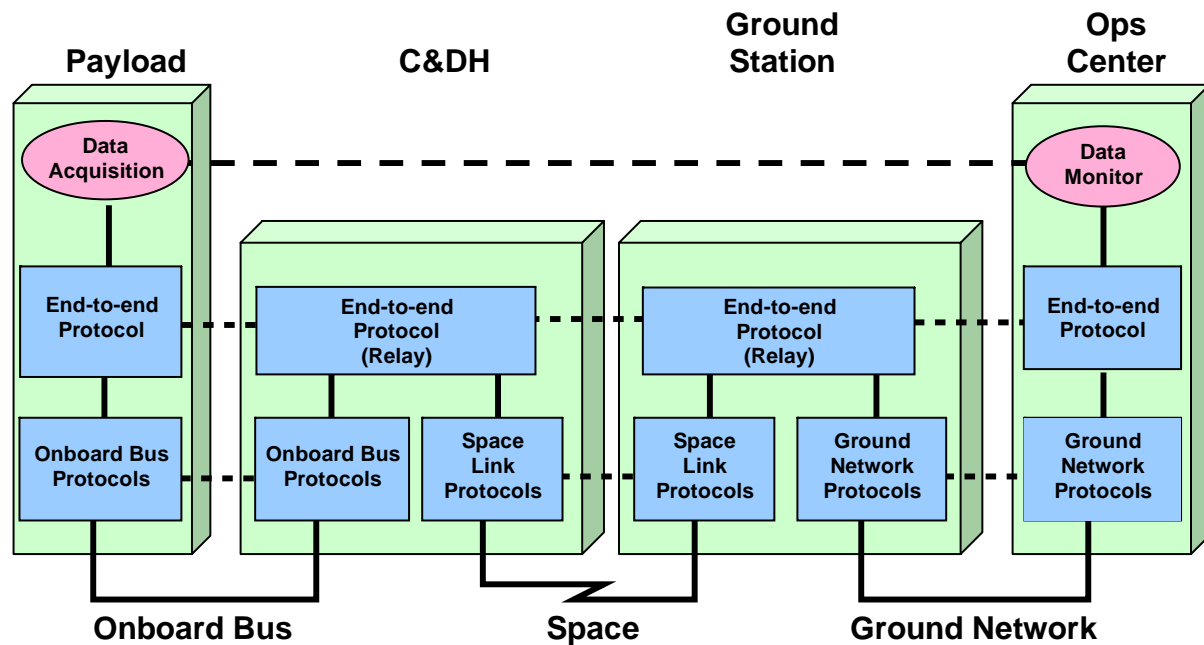 Payload
C&DH
Ground
Station
Ops
Center
Data
Acquisition
Data
Monitor
End-to-end
Protocol
End-to-end
Protocol
(Relay)
End-to-end
Protocol
(Relay)
End-to-end
Protocol
Onboard Bus
Protocols
Onboard Bus
Protocols
Space
Link
Protocols
Space
Link
Protocols
Ground
Network
Protocols
Ground
Network
Protocols
Onboard Bus
Space
Ground Network